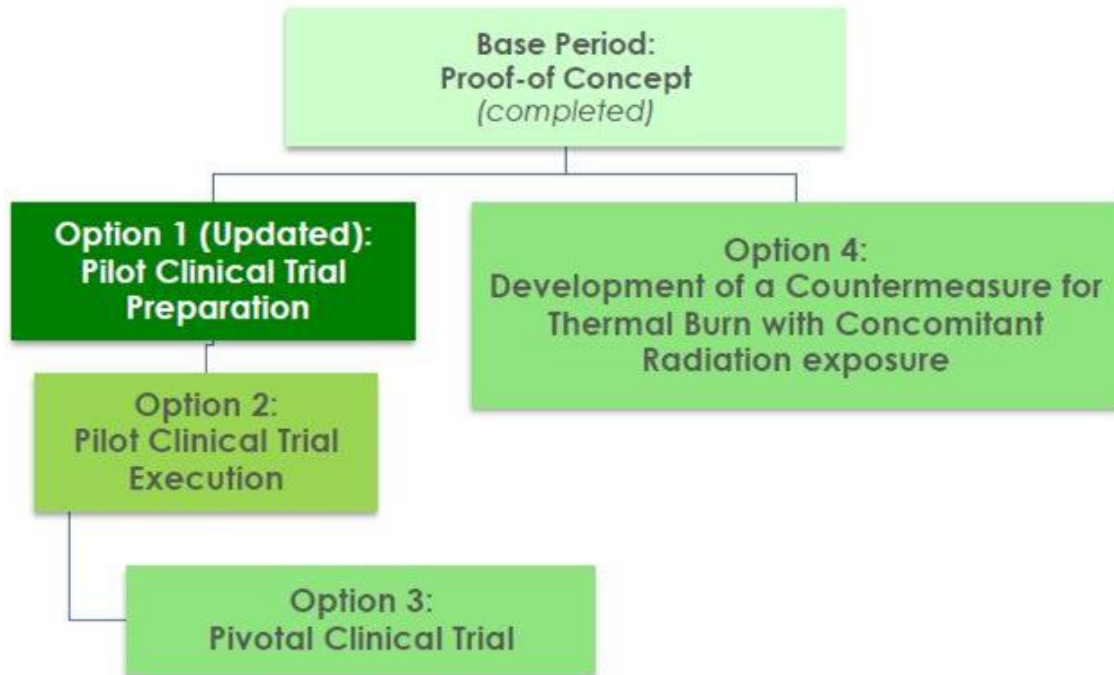 Base Period:
Proof-of Concept
(completed)
Option 1 (Updated):
Pilot Clinical Trial
Preparation
Option 4:
Development of a Countermeasure for
Thermal Burn with Concomitant
Radiation exposure
Option 2:
Pilot Clinical Trial
Execution
Option 3:
Pivotal Clinical Trial